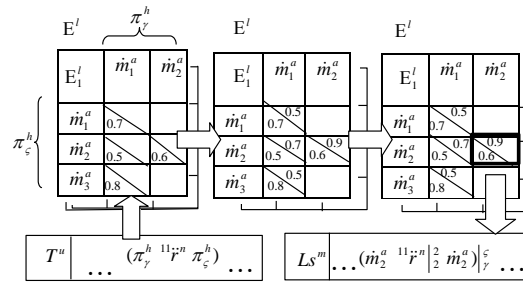 π_γ^h
E^l E^l E^l
E_1^l ṁ_1^a ṁ_2^a E_1^l ṁ_1^a ṁ_2^a E_1^l ṁ_1^a ṁ_2^a
π_ς^h
ṁ_1^a 0.7 ṁ_1^a 0.7 0.5 ṁ_1^a 0.7 0.5
ṁ_2^a 0.5 0.6 ṁ_2^a 0.5 0.7 0.6 0.9 ṁ_2^a 0.5 0.7 0.6 0.9
ṁ_3^a 0.8 ṁ_3^a 0.8 0.5 ṁ_3^a 0.8 0.5
T^u ... (π_γ^h ^{11}r̈^n π_ς^h) ...
Ls^m ... (ṁ_2^a ^{11}r̈^n |_2^2 ṁ_2^a)|_γ^ς ...